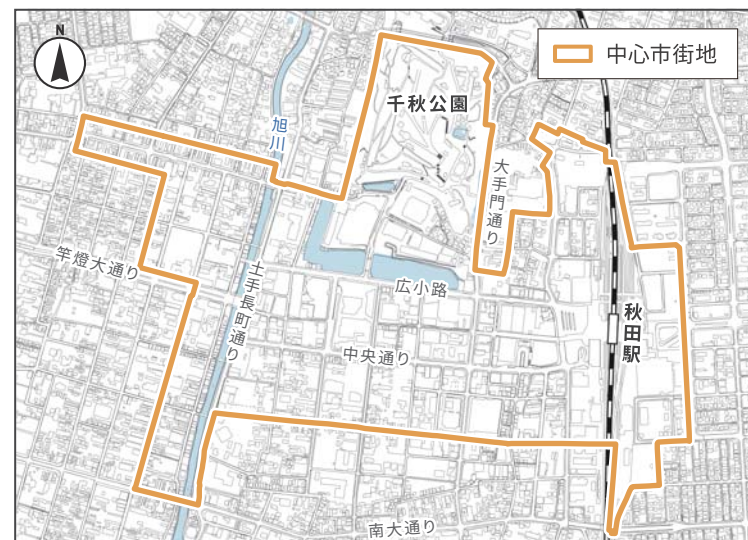 N
中心市街地
千秋公園
旭川
大手門通り
竿燈大通り
土手長町通り
広小路
中央通り
秋田駅
南大通り